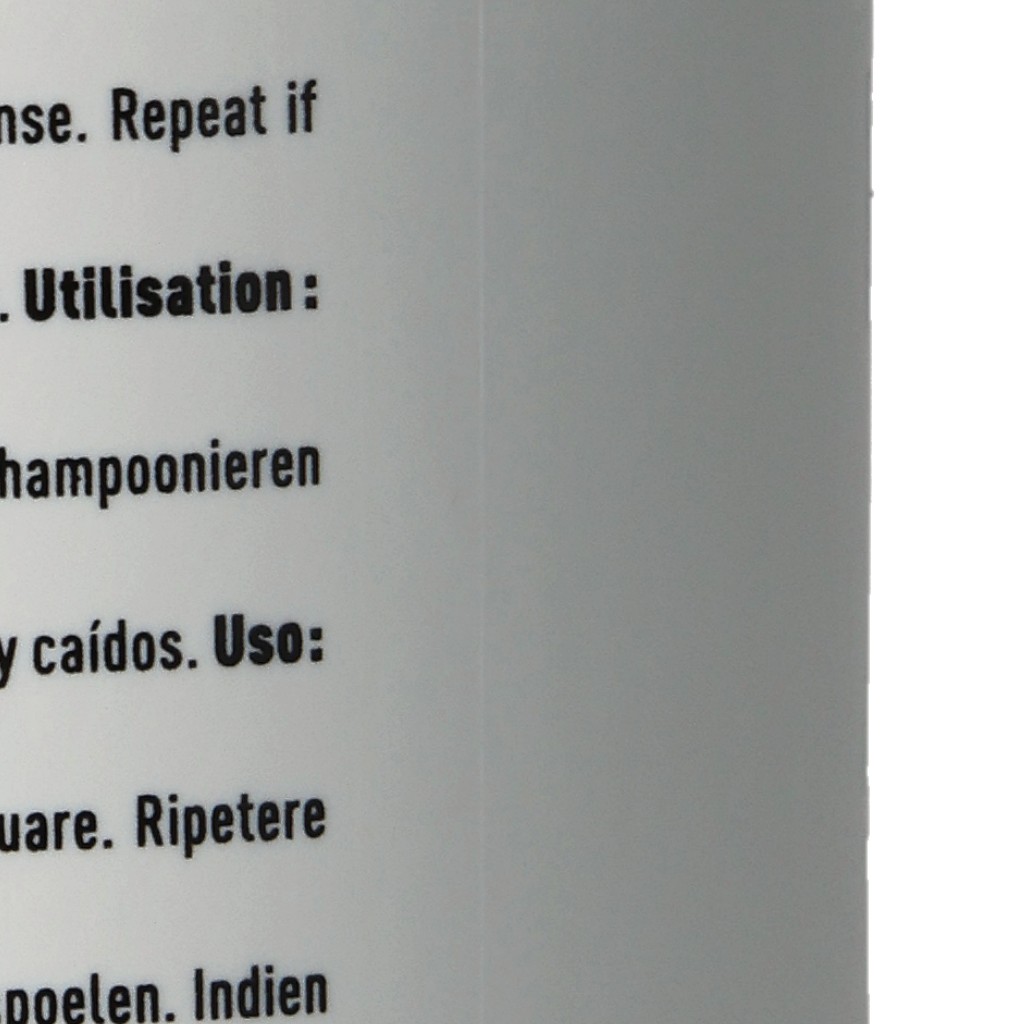 nse. Repeat if
. Utilisation :
hampoonieren
y caídos. Uso:
uare. Ripetere
poelen. Indien